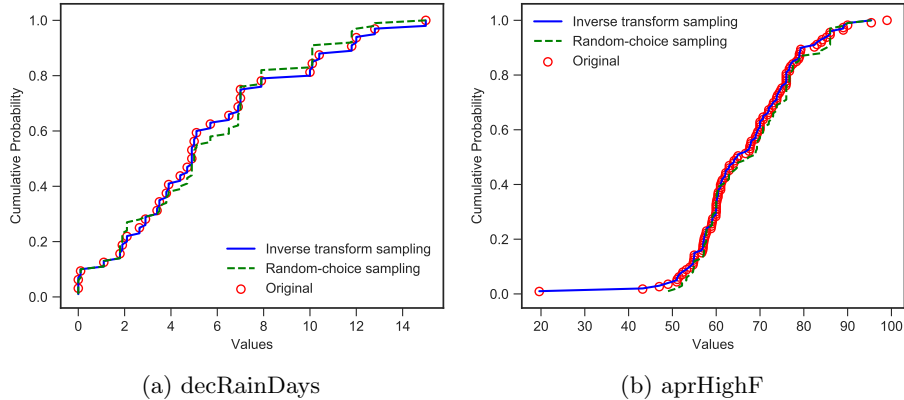 1.0
0.8
0.6
0.4
0.2
0.0
Cumulative Probability
Inverse transform sampling
Random-choice sampling
Original
0 2 4 6 8 10 12 14
Values
(a) decRainDays
1.0
0.8
0.6
0.4
0.2
0.0
Cumulative Probability
Inverse transform sampling
Random-choice sampling
Original
20 30 40 50 60 70 80 90 100
Values
(b) aprHighF